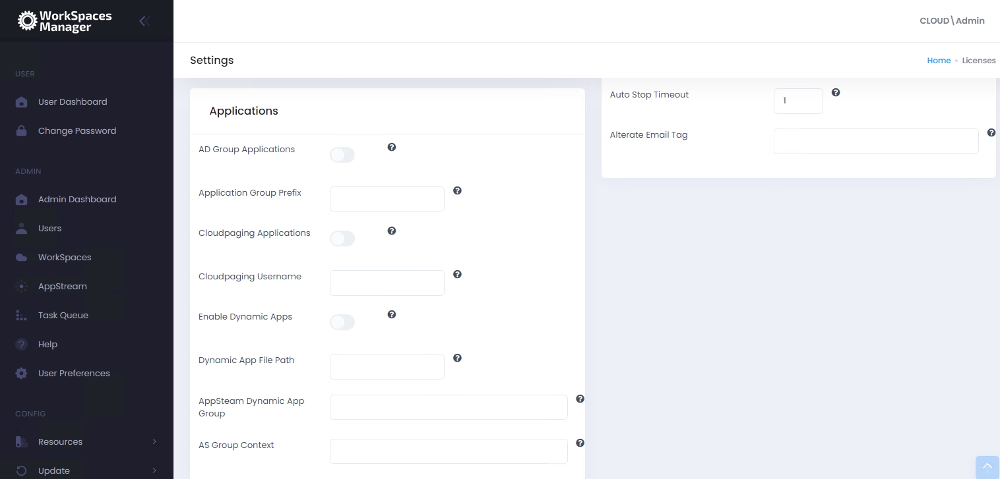 WorkSpaces
Manager
CLOUD\Admin
Settings
Home • Licenses
USER
User Dashboard
Change Password
ADMIN
Admin Dashboard
Users
WorkSpaces
AppStream
Task Queue
Help
User Preferences
CONFIG
Resources
Update
Applications
AD Group Applications
Application Group Prefix
Cloudpaging Applications
Cloudpaging Username
Enable Dynamic Apps
Dynamic App File Path
AppSteam Dynamic App
Group
AS Group Context
Auto Stop Timeout
1
Alterate Email Tag